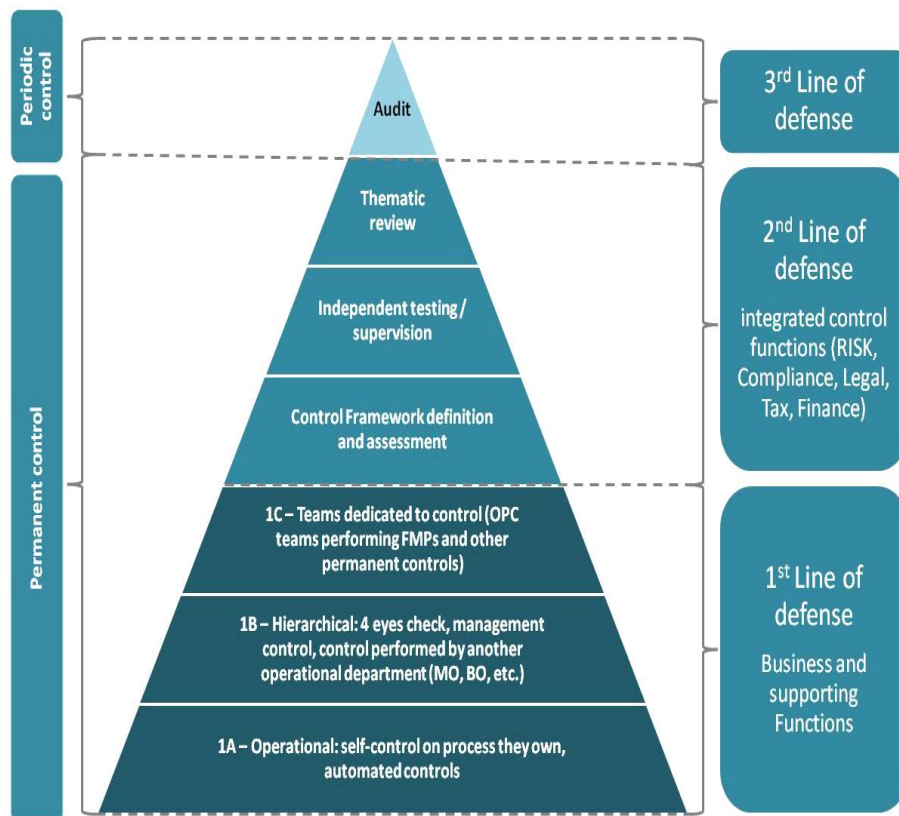 Periodic
control
Permanent control
Audit
Thematic
review
Independent testing /
supervision
Control Framework definition
and assessment
1C – Teams dedicated to control (OPC
teams performing FMPs and other
permanent controls)
1B – Hierarchical: 4 eyes check, management
control, control performed by another
operational department (MO, BO, etc.)
1A – Operational: self-control on process they own,
automated controls
3rd Line of
defense
2nd Line of
defense
integrated control
functions (RISK,
Compliance, Legal,
Tax, Finance)
1st Line of
defense
Business and
supporting
Functions